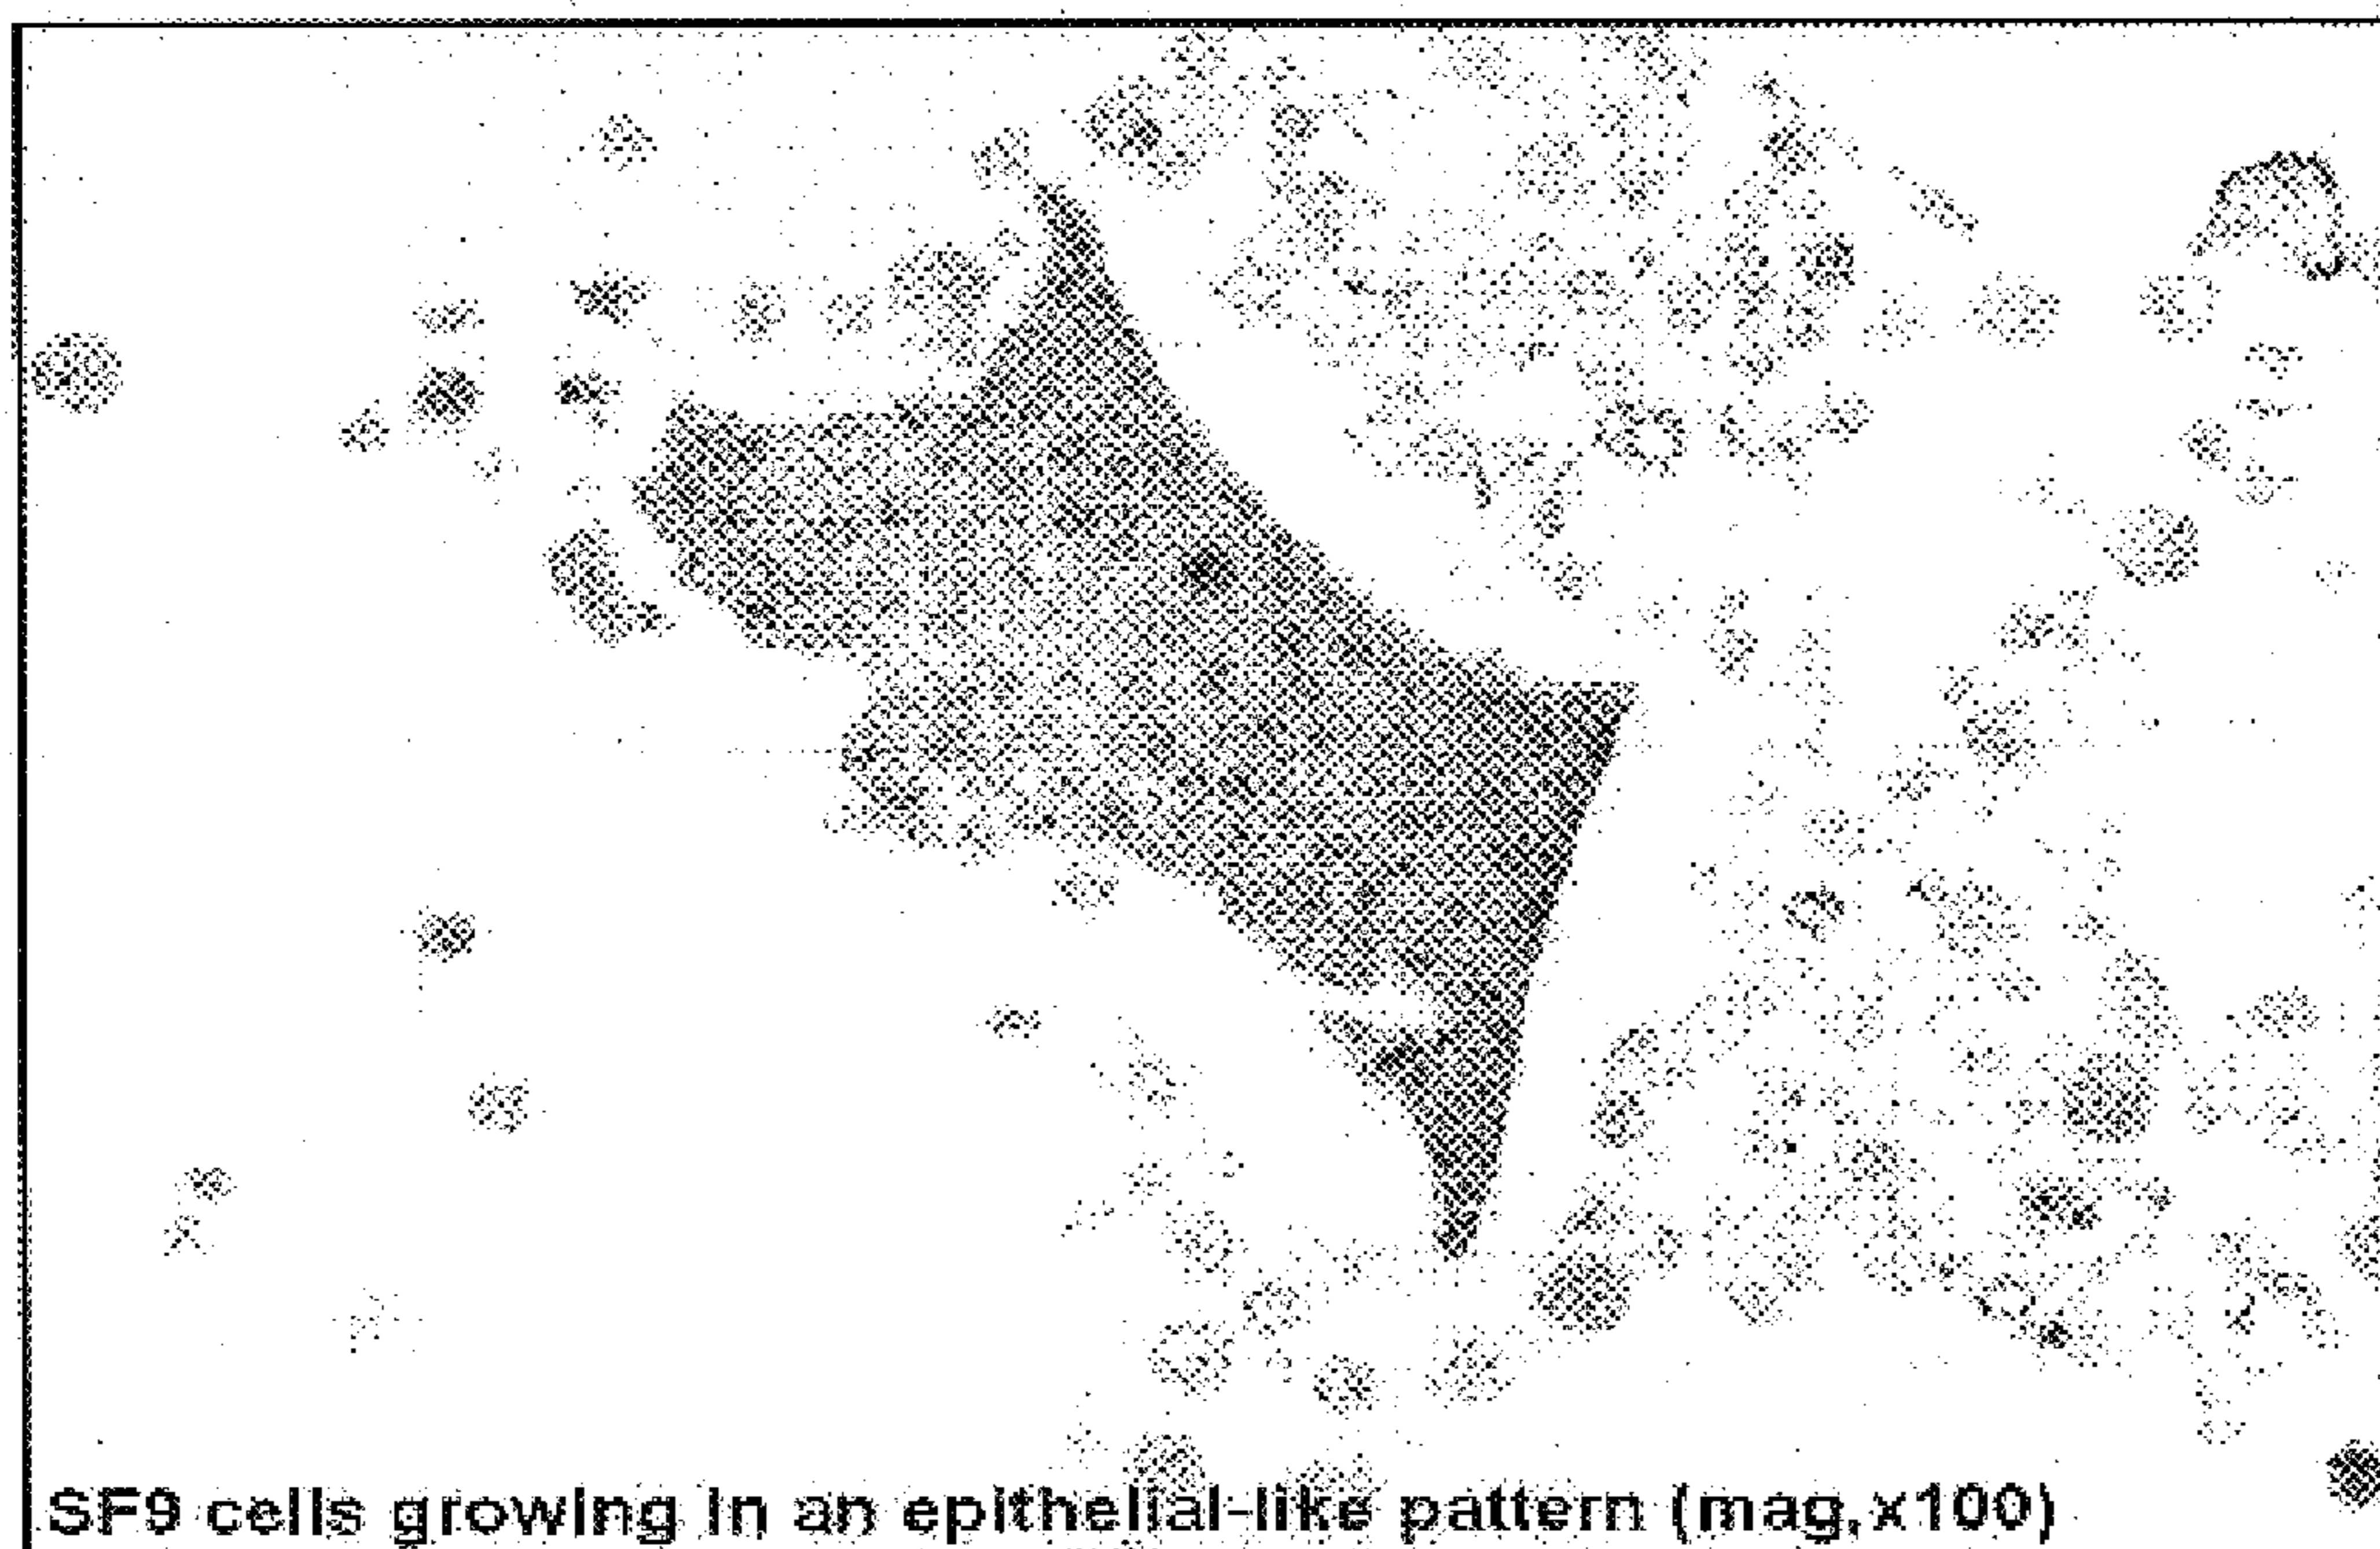 SF9 cells growing in an epithelial-like pattern (mag,x100)